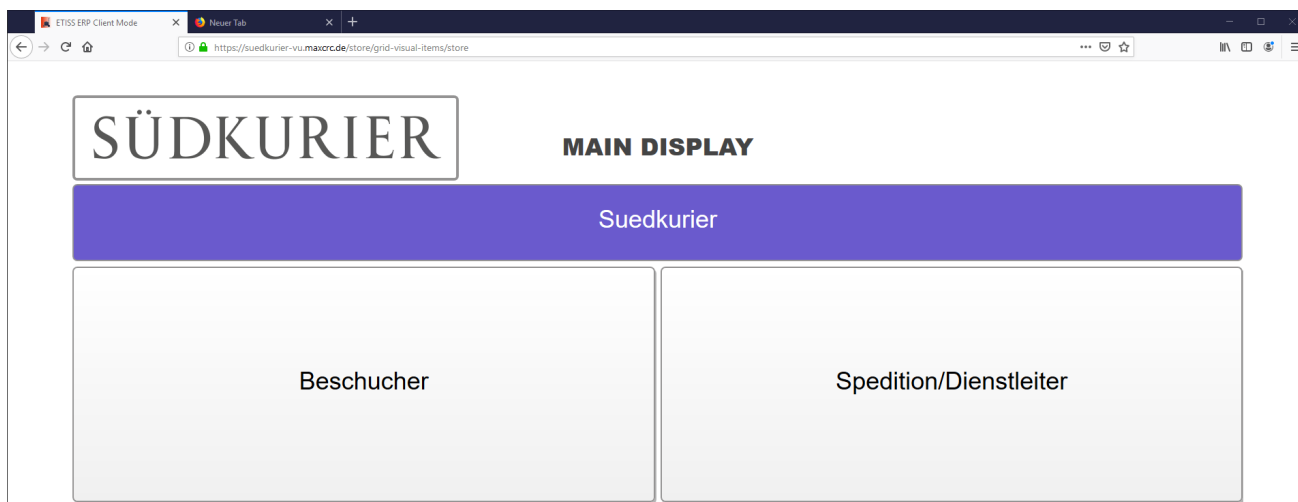 ETISS ERP Client Mode
Neuer Tab
https://suedkurier-vu.maxcrc.de/store/grid-visual-items/store
SÜDKURIER
MAIN DISPLAY
Suedkurier
Beschucher
Spedition/Dienstleiter